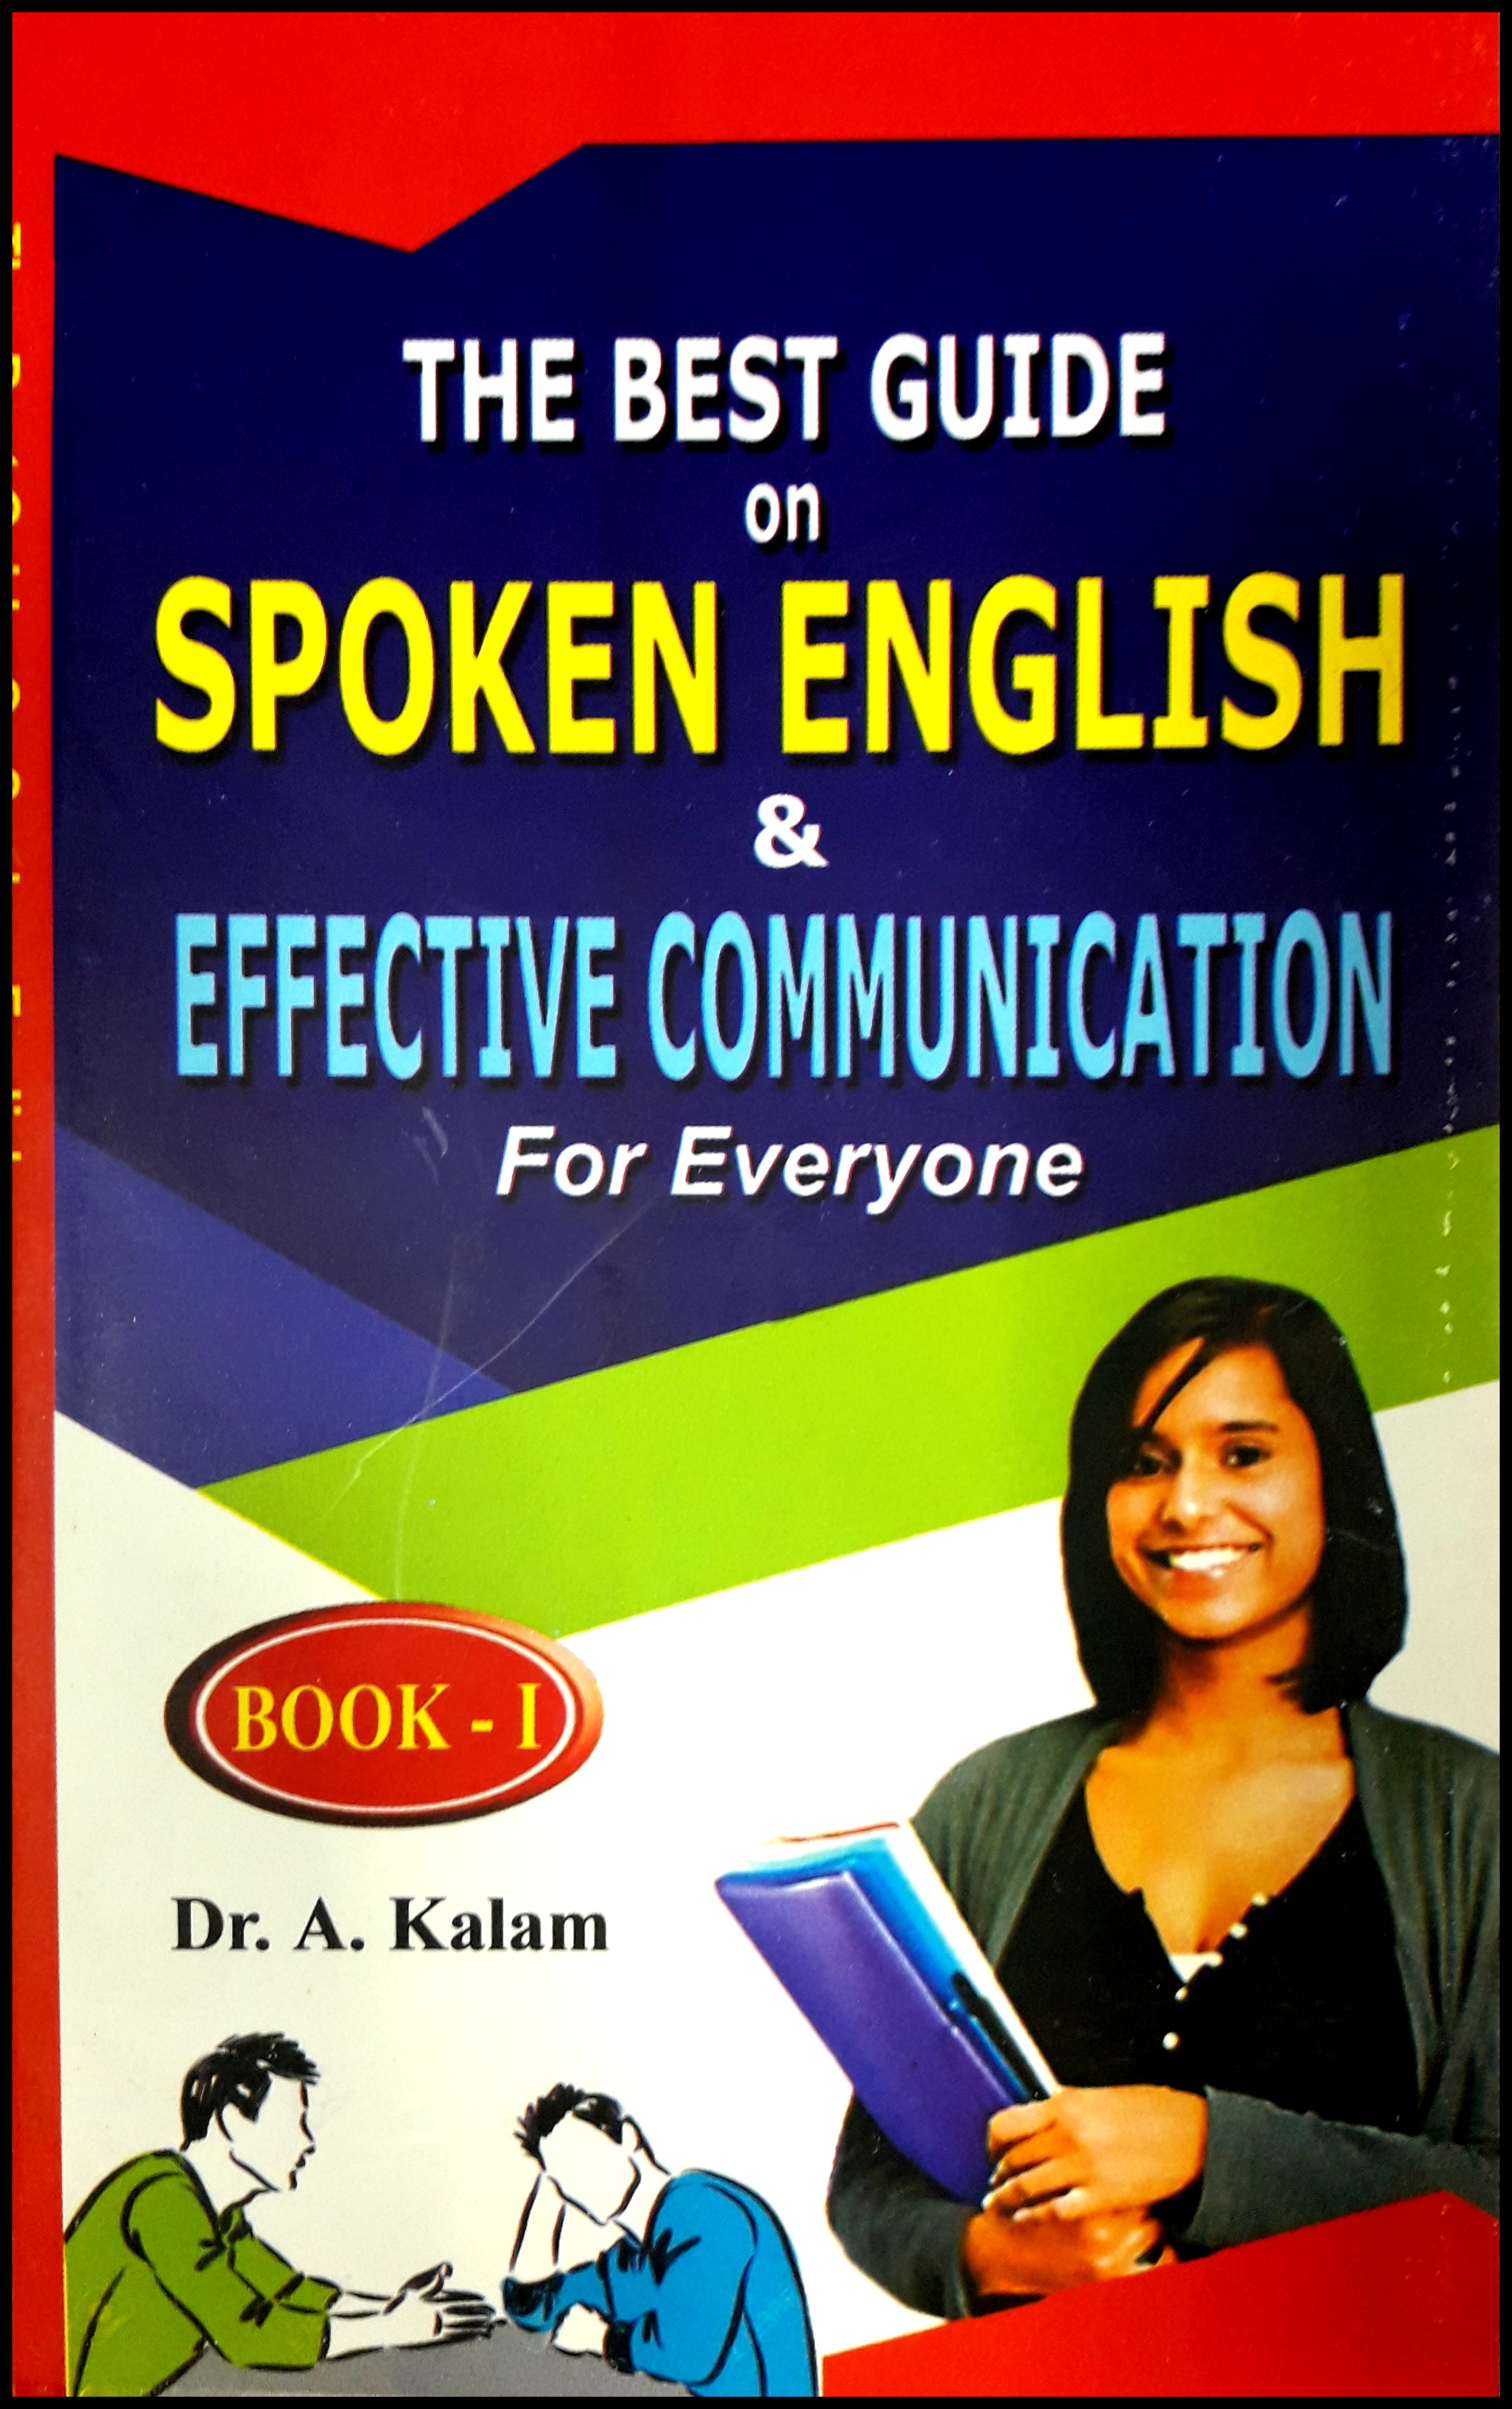 THE BEST GUIDE
on
SPOKEN ENGLISH
&
EFFECTIVE COMMUNICATION
For Everyone
BOOK - I
Dr. A. Kalam